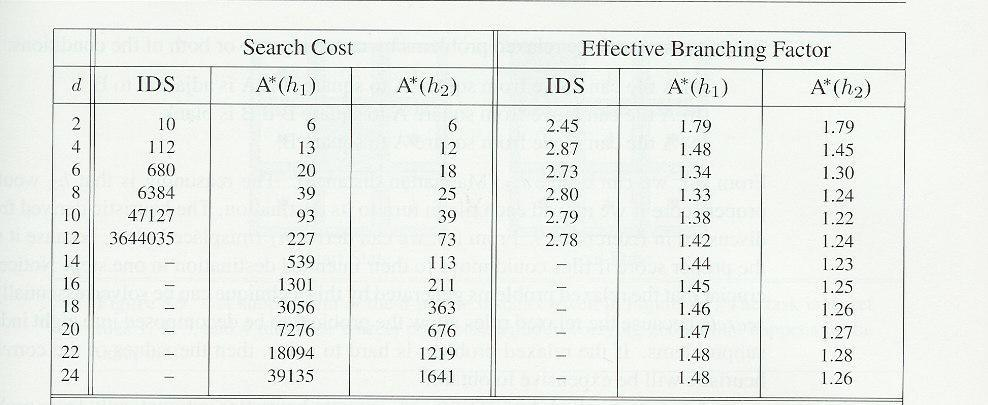 Search Cost Effective Branching Factor
d IDS A*(h1) A*(h2) IDS A*(h1) A*(h2)
2 10 6 6 2.45 1.79 1.79
4 112 13 12 2.87 1.48 1.45
6 680 20 18 2.73 1.34 1.30
8 6384 39 25 2.80 1.33 1.24
10 47127 93 39 2.79 1.38 1.22
12 3644035 227 73 2.78 1.42 1.24
14 – 539 113 – 1.44 1.23
16 – 1301 211 – 1.45 1.25
18 – 3056 363 – 1.46 1.26
20 – 7276 676 – 1.47 1.27
22 – 18094 1219 – 1.48 1.28
24 – 39135 1641 – 1.48 1.26